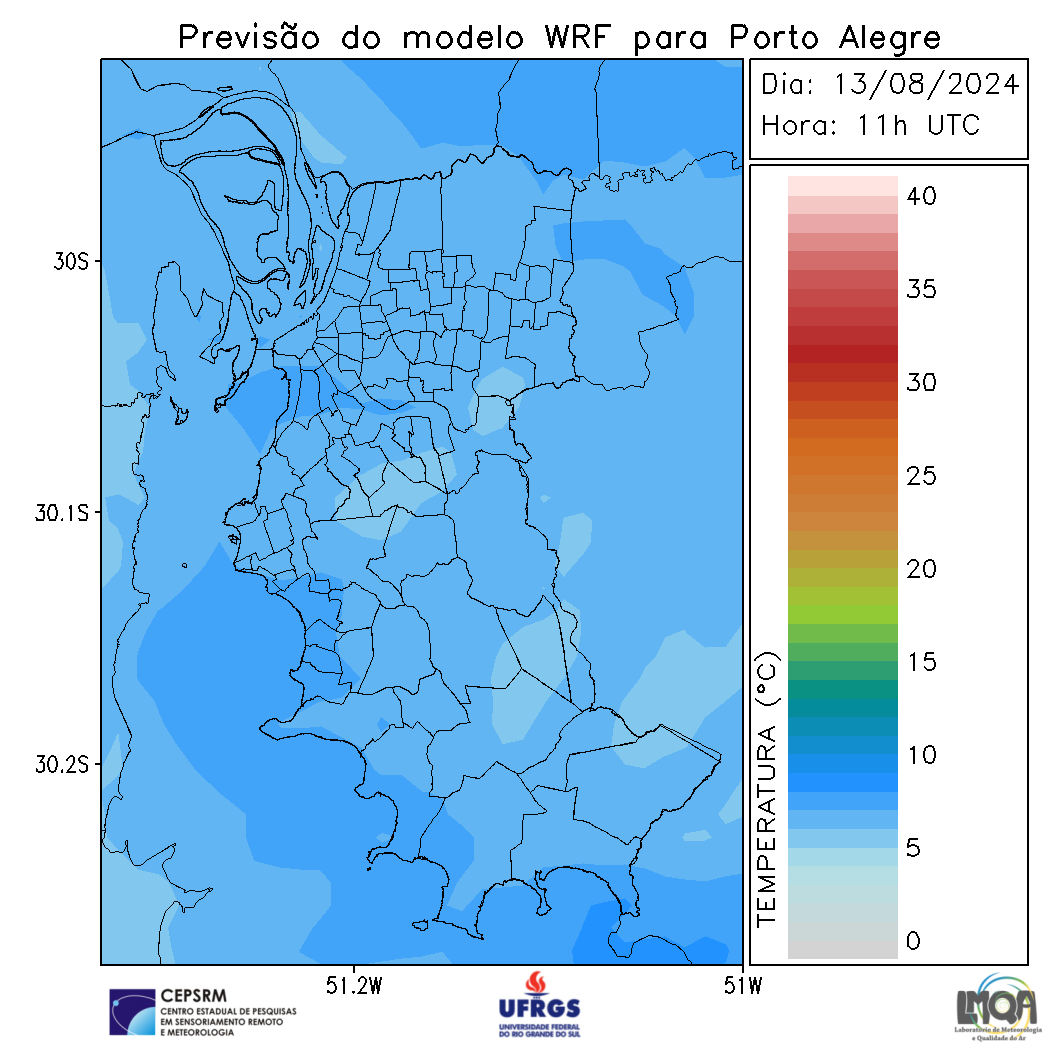 Previsão do modelo WRF para Porto Alegre
Dia: 13/08/2024
Hora: 11h UTC
30S
30.1S
30.2S
51.2W
51W
40
35
30
25
20
15
10
5
0
TEMPERATURA (°C)
CEPSRM
CENTRO ESTADUAL DE PESQUISAS
EM SENSORIAMENTO REMOTO
E METEOROLOGIA
UFRGS
UNIVERSIDADE FEDERAL
DO RIO GRANDE DO SUL
LMQA
Laboratório de Meteorologia
e Qualidade do Ar